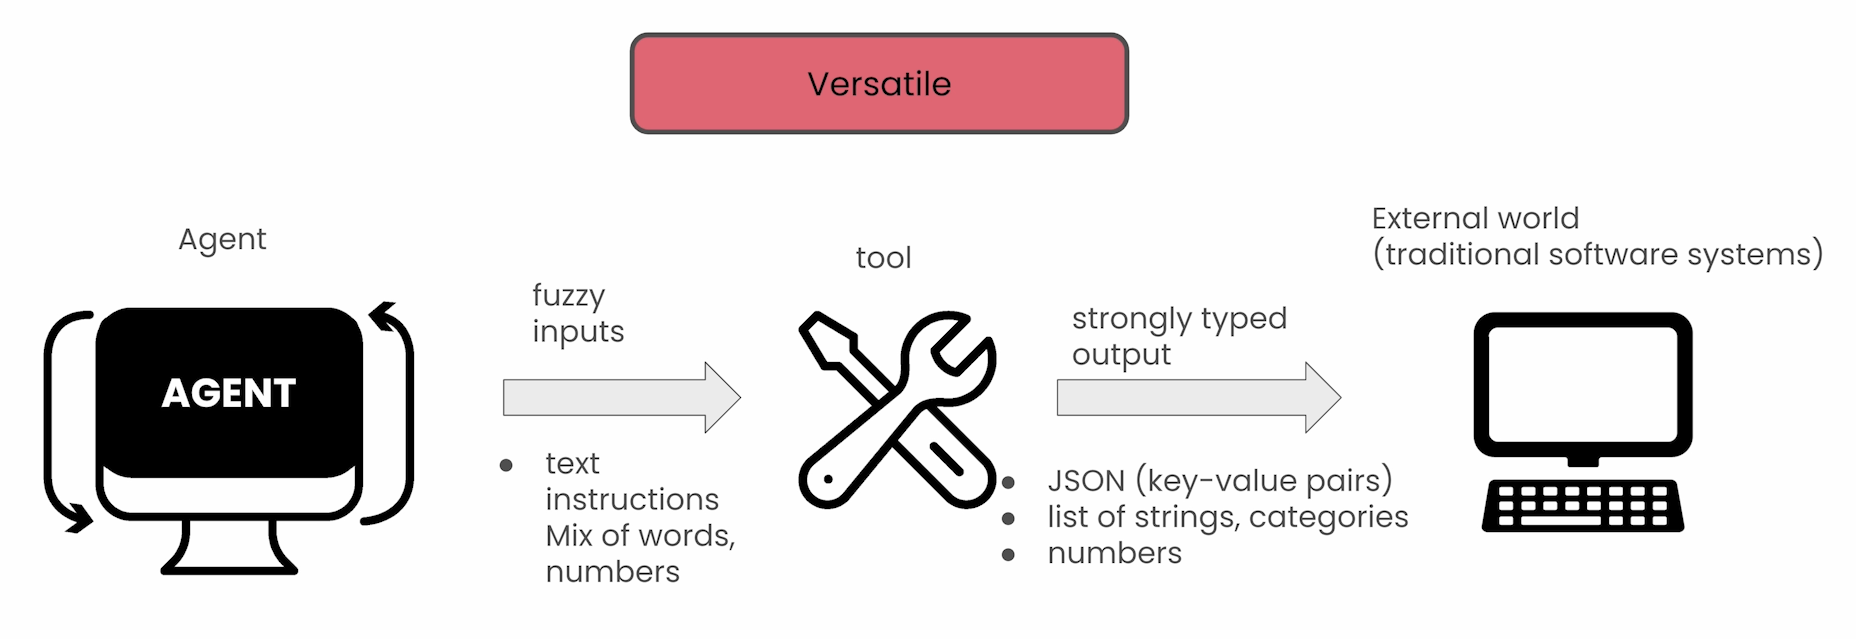 Versatile
Agent
AGENT
fuzzy
inputs
• text
instructions
Mix of words,
numbers
tool
strongly typed
output
• JSON (key-value pairs)
• list of strings, categories
• numbers
External world
(traditional software systems)